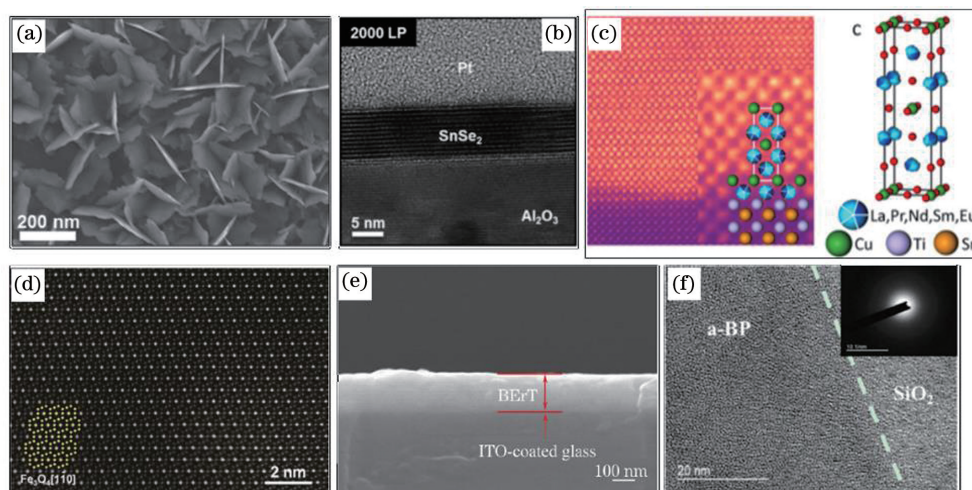 (a)
200 nm
2000 LP
(b)
Pt
SnSe₂
Al₂O₃
5 nm
(c)
C
La,Pr,Nd,Sm,Eu
Cu Ti Sr
(d)
Fe₃O₄[110]
2 nm
(e)
BErT
ITO-coated glass
100 nm
(f)
a-BP
SiO₂
20 nm